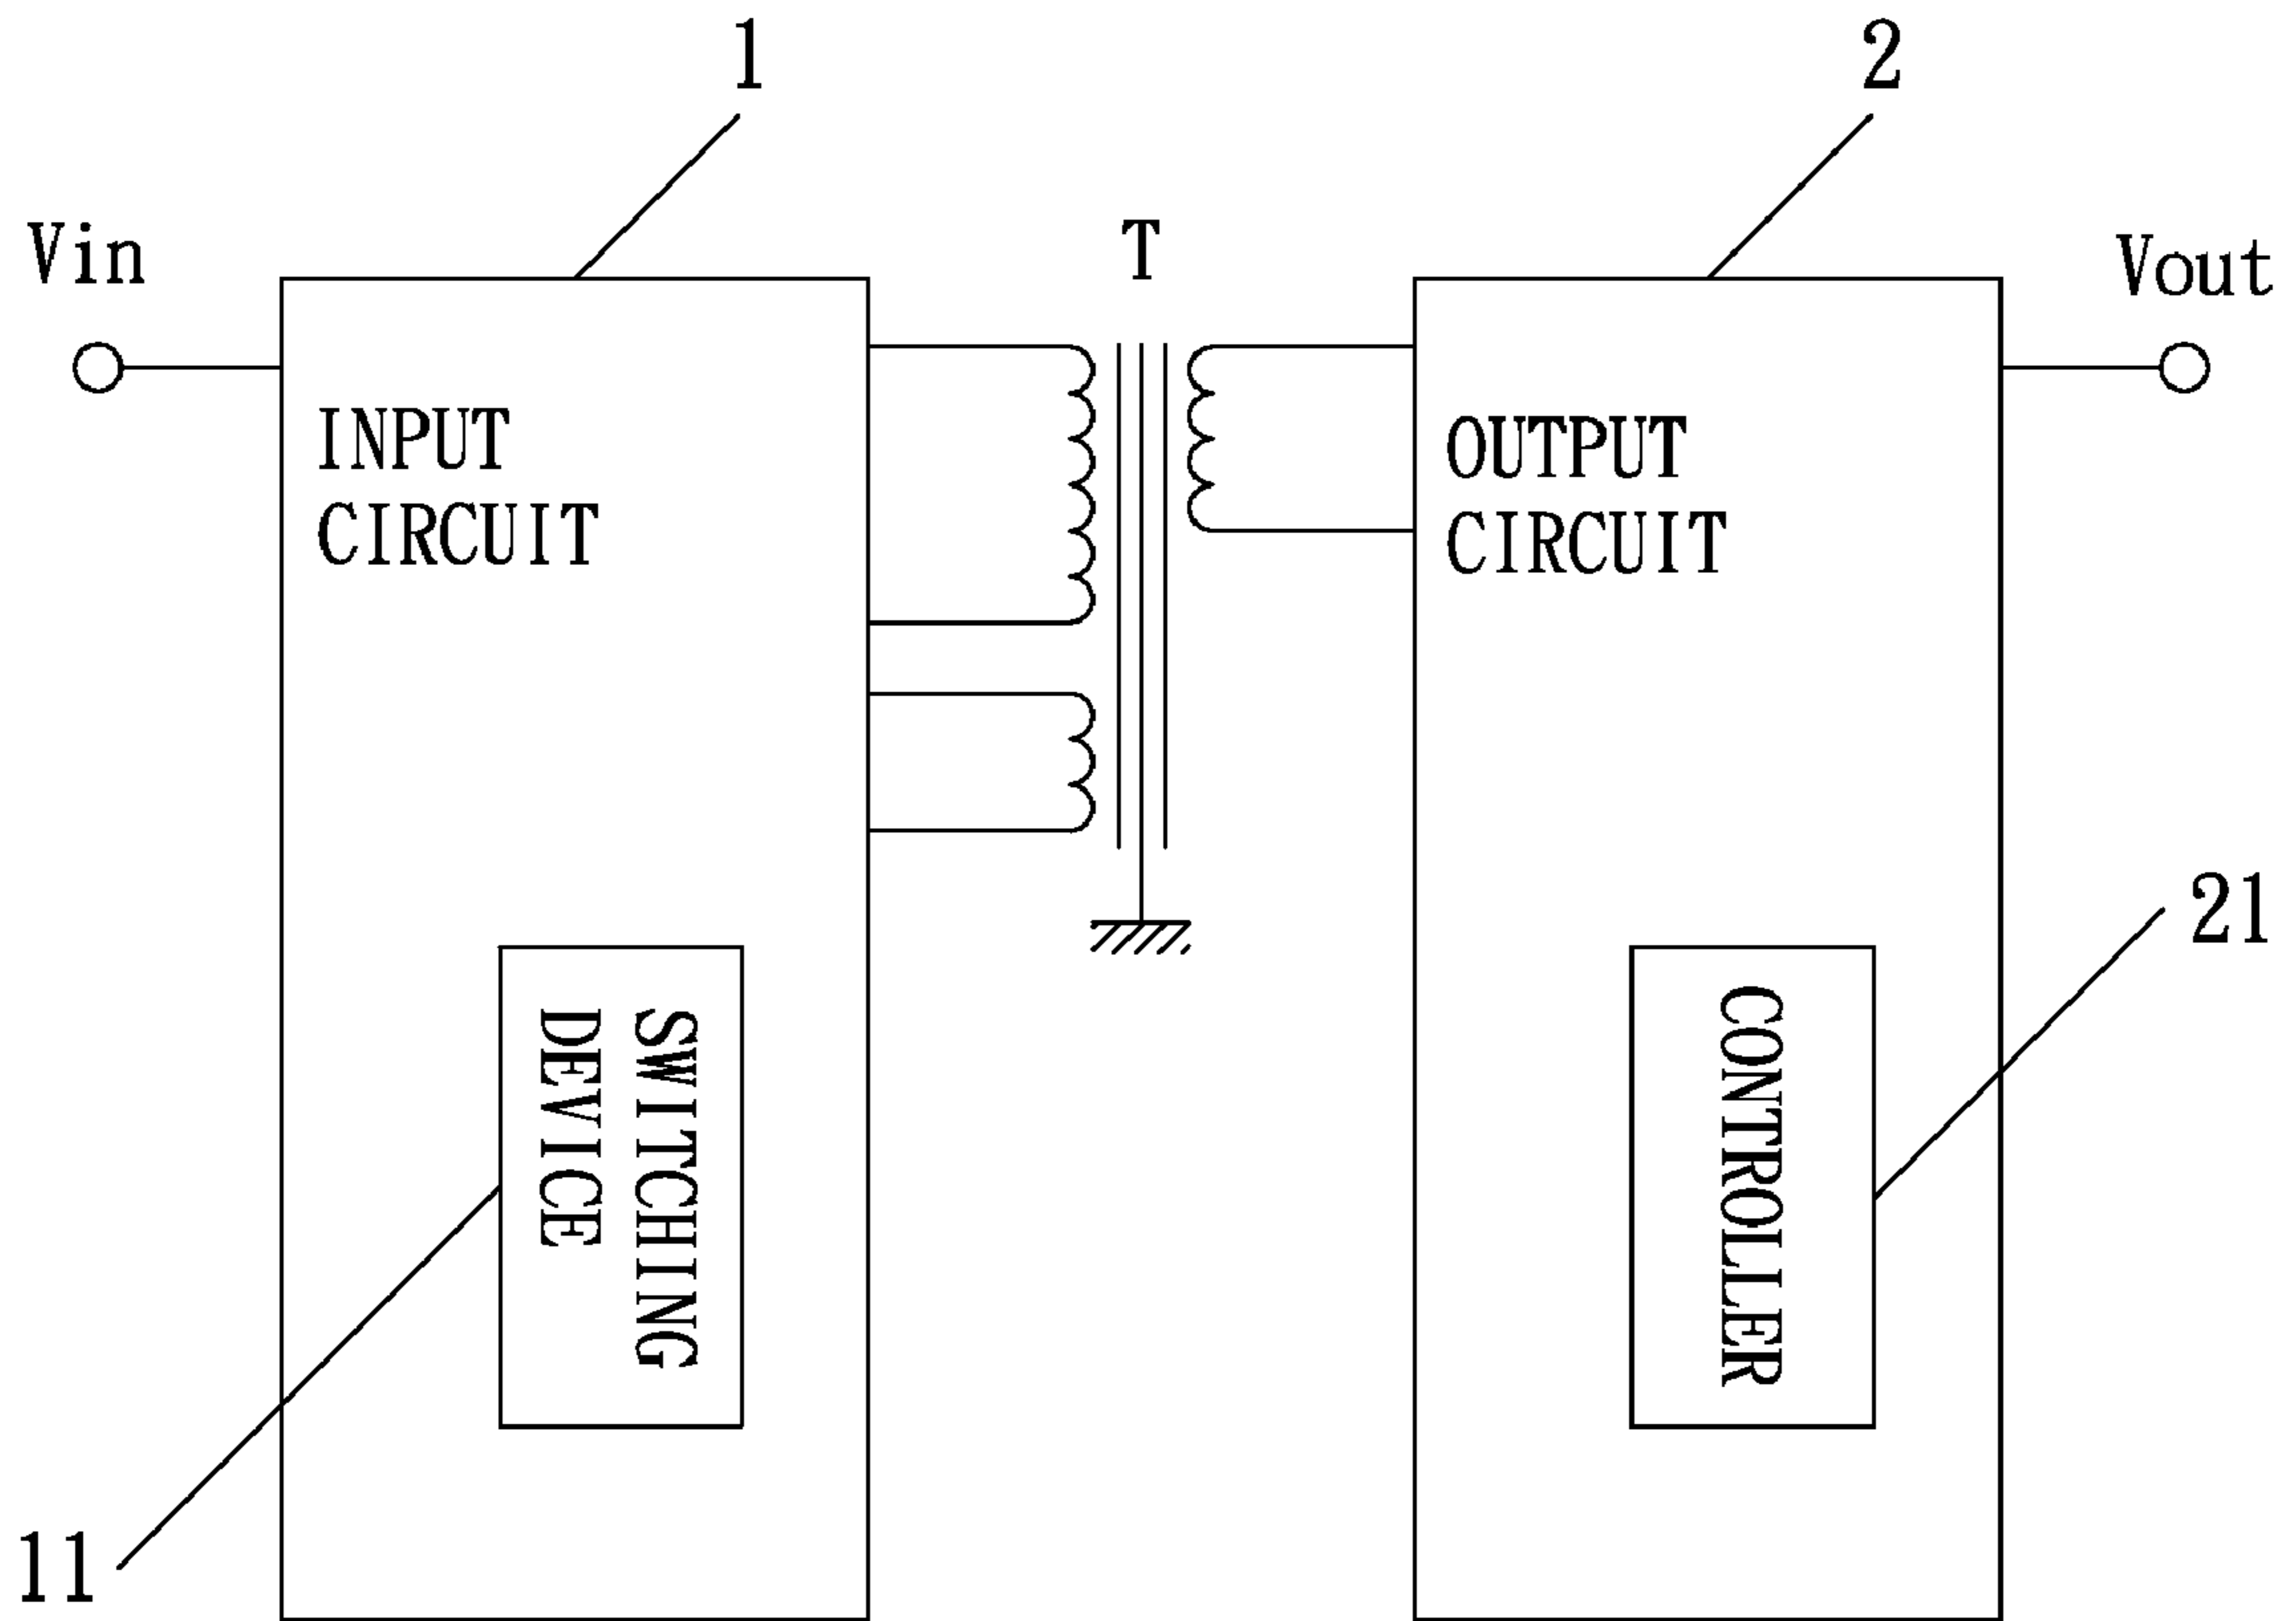 1
2
Vin
T
Vout
INPUT
CIRCUIT
OUTPUT
CIRCUIT
SWITCHING
DEVICE
CONTROLLER
21
11